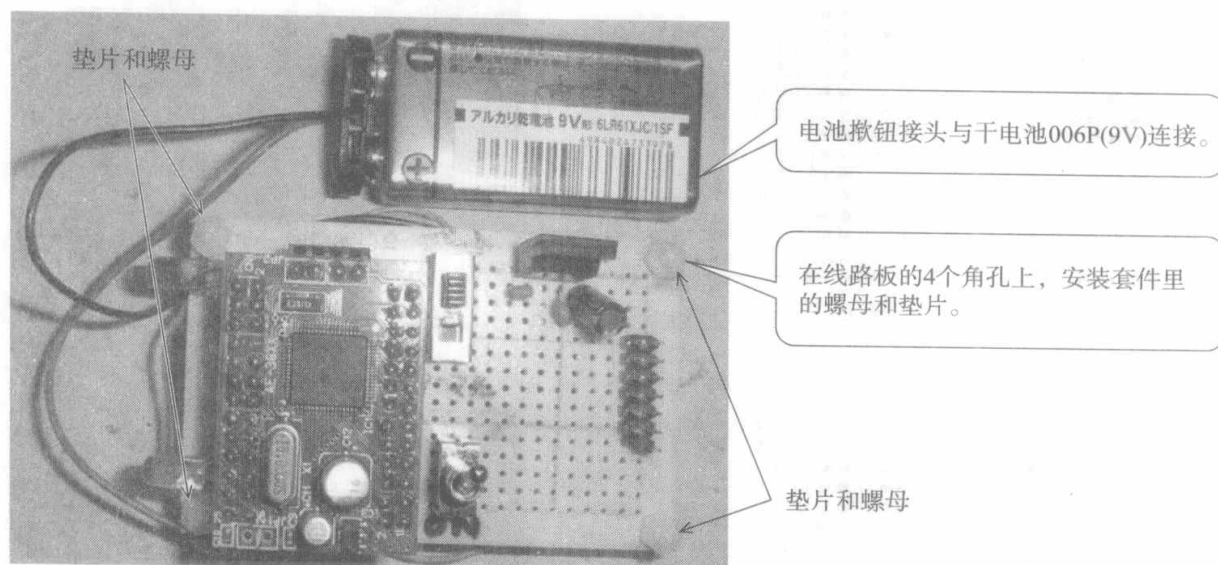 垫片和螺母
アルカリ乾電池 9V形 6LR61XJC/1SF
电池揿钮接头与干电池006P(9V)连接。
在线路板的4个角孔上，安装套件里
的螺母和垫片。
垫片和螺母